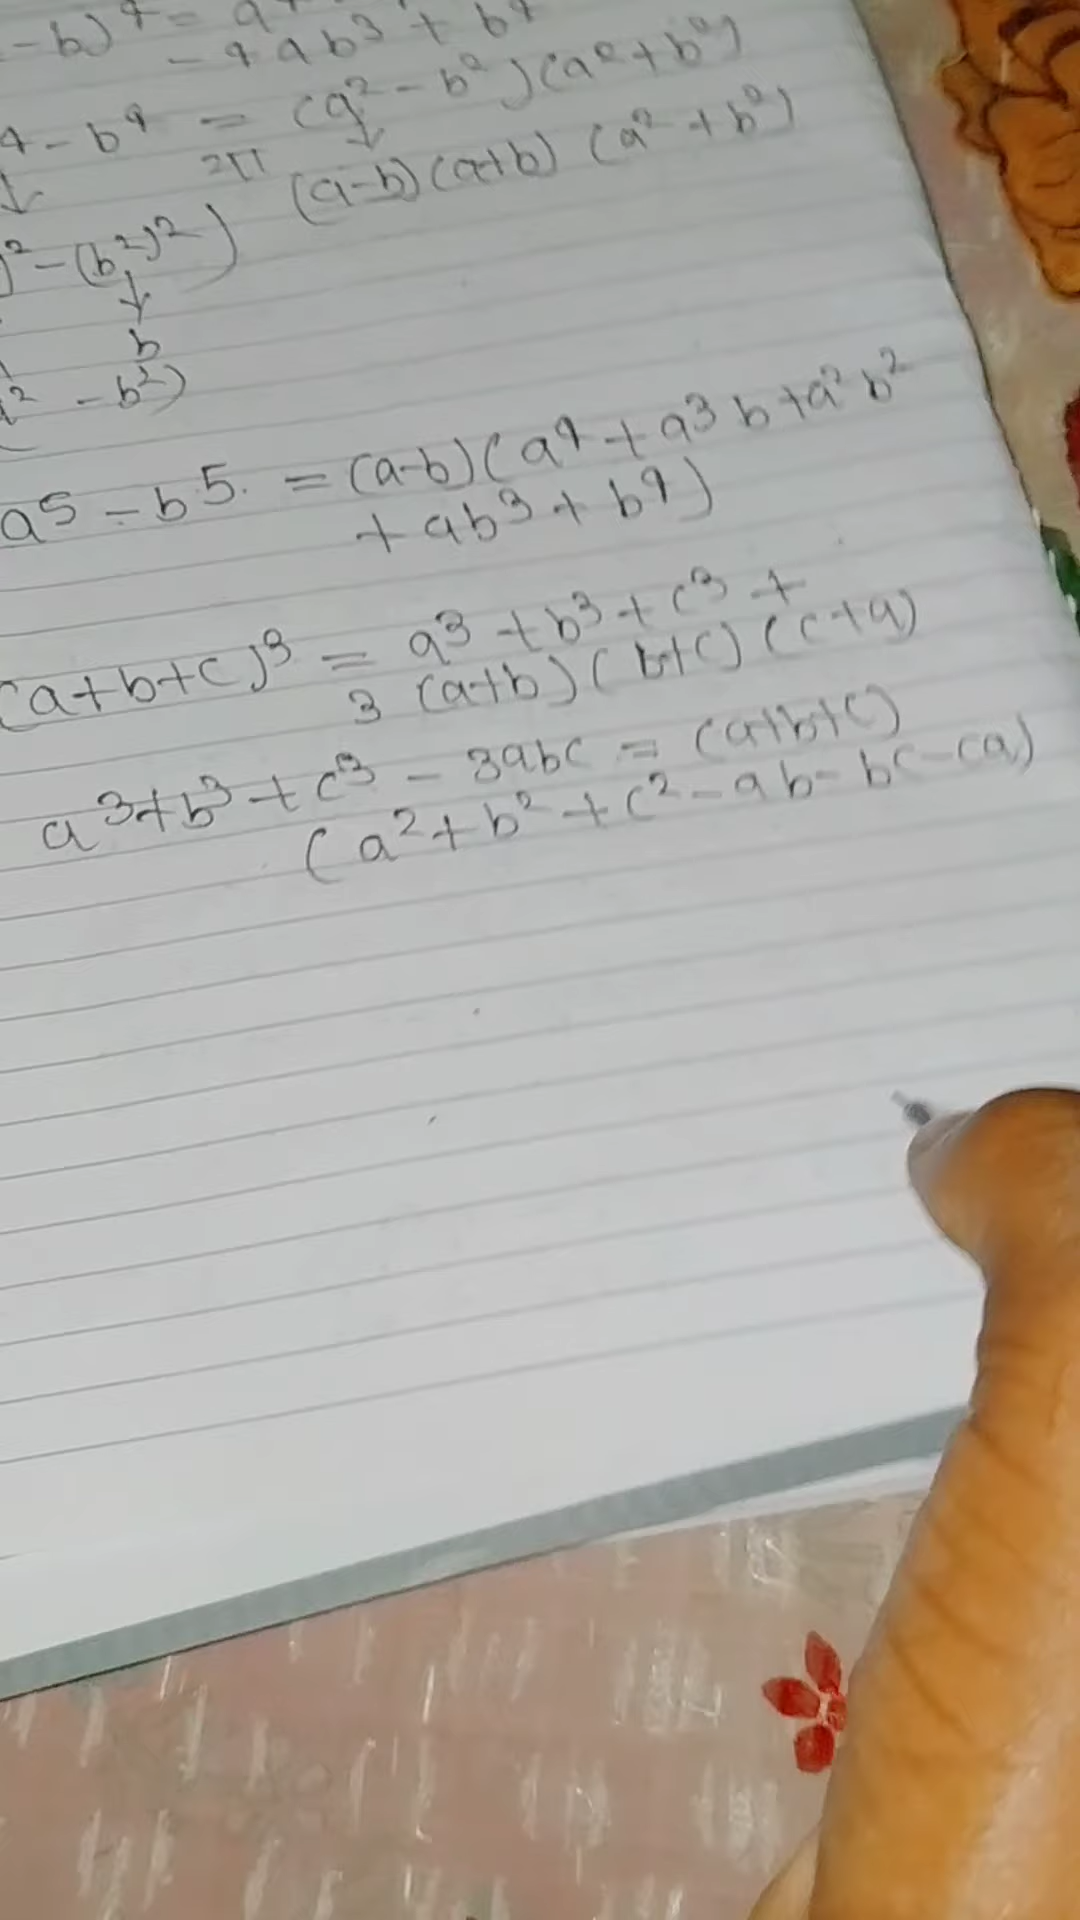 -b)⁴ = a⁴
- 4ab³ + b⁴
4 - b⁴ = (a² - b²)(a² + b²)
या (a-b)(a+b) (a² + b²)
)² - (b²)²)
b
² - b²)
a⁵ - b⁵ = (a-b)(a⁴ + a³b + a²b²
+ ab³ + b⁴)
(a+b+c)³ = a³ + b³ + c³ +
3 (a+b)(b+c)(c+a)
a³+b³+c³ - 3abc = (a+b+c)
(a²+b²+c²-ab-bc-ca)